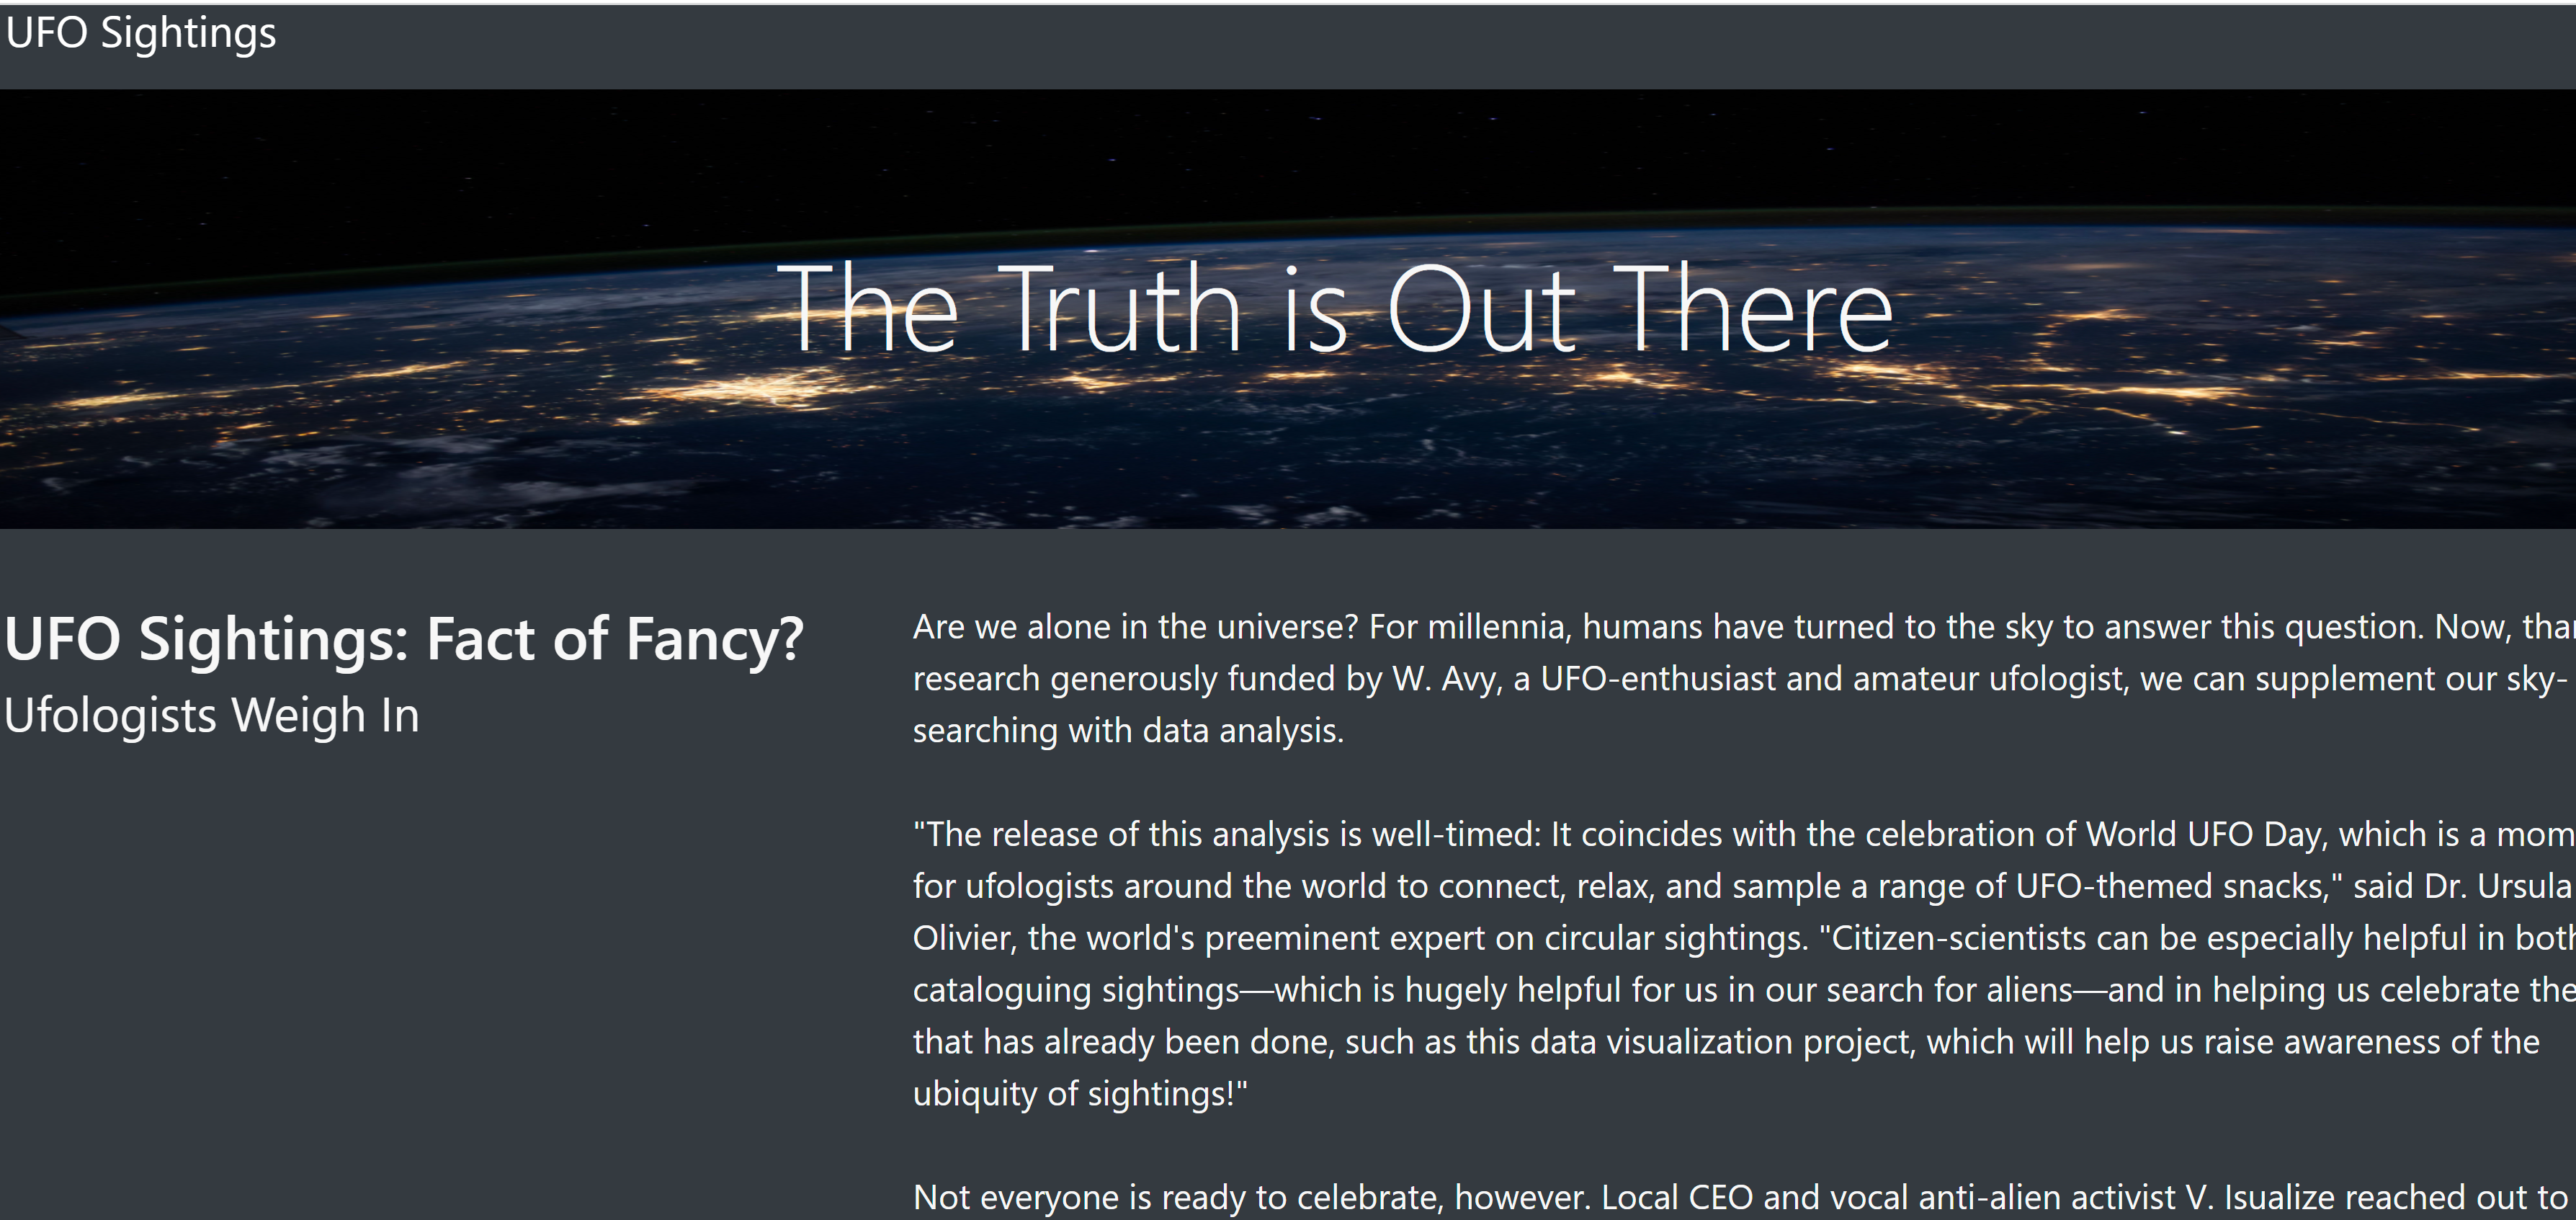 UFO Sightings
The Truth is Out There
UFO Sightings: Fact of Fancy?
Ufologists Weigh In
Are we alone in the universe? For millennia, humans have turned to the sky to answer this question. Now,
research generously funded by W. Avy, a UFO-enthusiast and amateur ufologist, we can supplement our sky-
searching with data analysis.
"The release of this analysis is well-timed: It coincides with the celebration of World UFO Day, which is a
for ufologists around the world to connect, relax, and sample a range of UFO-themed snacks," said Dr. Ursula
Olivier, the world's preeminent expert on circular sightings. "Citizen-scientists can be especially helpful in both
cataloguing sightings—which is hugely helpful for us in our search for aliens—and in helping us celebrate the
that has already been done, such as this data visualization project, which will help us raise awareness of the
ubiquity of sightings!"
Not everyone is ready to celebrate, however. Local CEO and vocal anti-alien activist V. Isualize reached out to